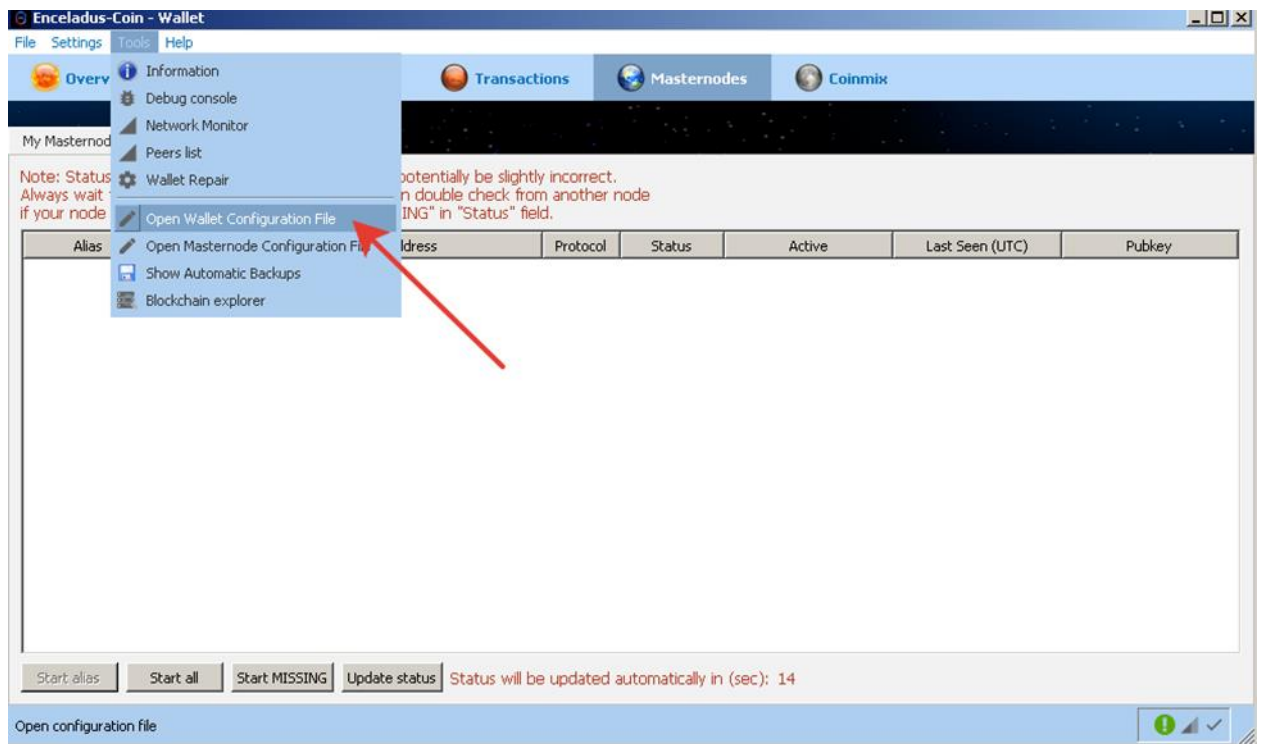 Enceladus-Coin - Wallet
File Settings Tools Help
Overv Transactions Masternodes Coinmix
Information
Debug console
Network Monitor
Peers list
Wallet Repair
Open Wallet Configuration File
Open Masternode Configuration Fil
Show Automatic Backups
Blockchain explorer
My Masternod
Note: Status potentially be slightly incorrect.
Always wait n double check from another node
if your node ING" in "Status" field.
Alias ddress Protocol Status Active Last Seen (UTC) Pubkey
Start alias Start all Start MISSING Update status Status will be updated automatically in (sec): 14
Open configuration file